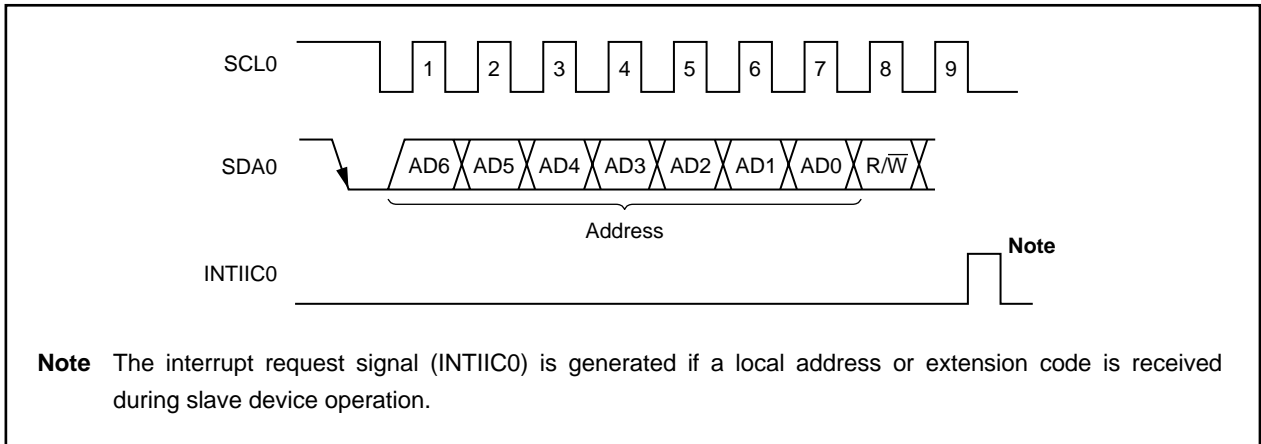 SCL0
1 2 3 4 5 6 7 8 9
SDA0
AD6 AD5 AD4 AD3 AD2 AD1 AD0 R/W̅
Address
Note
INTIIC0
Note The interrupt request signal (INTIIC0) is generated if a local address or extension code is received
during slave device operation.